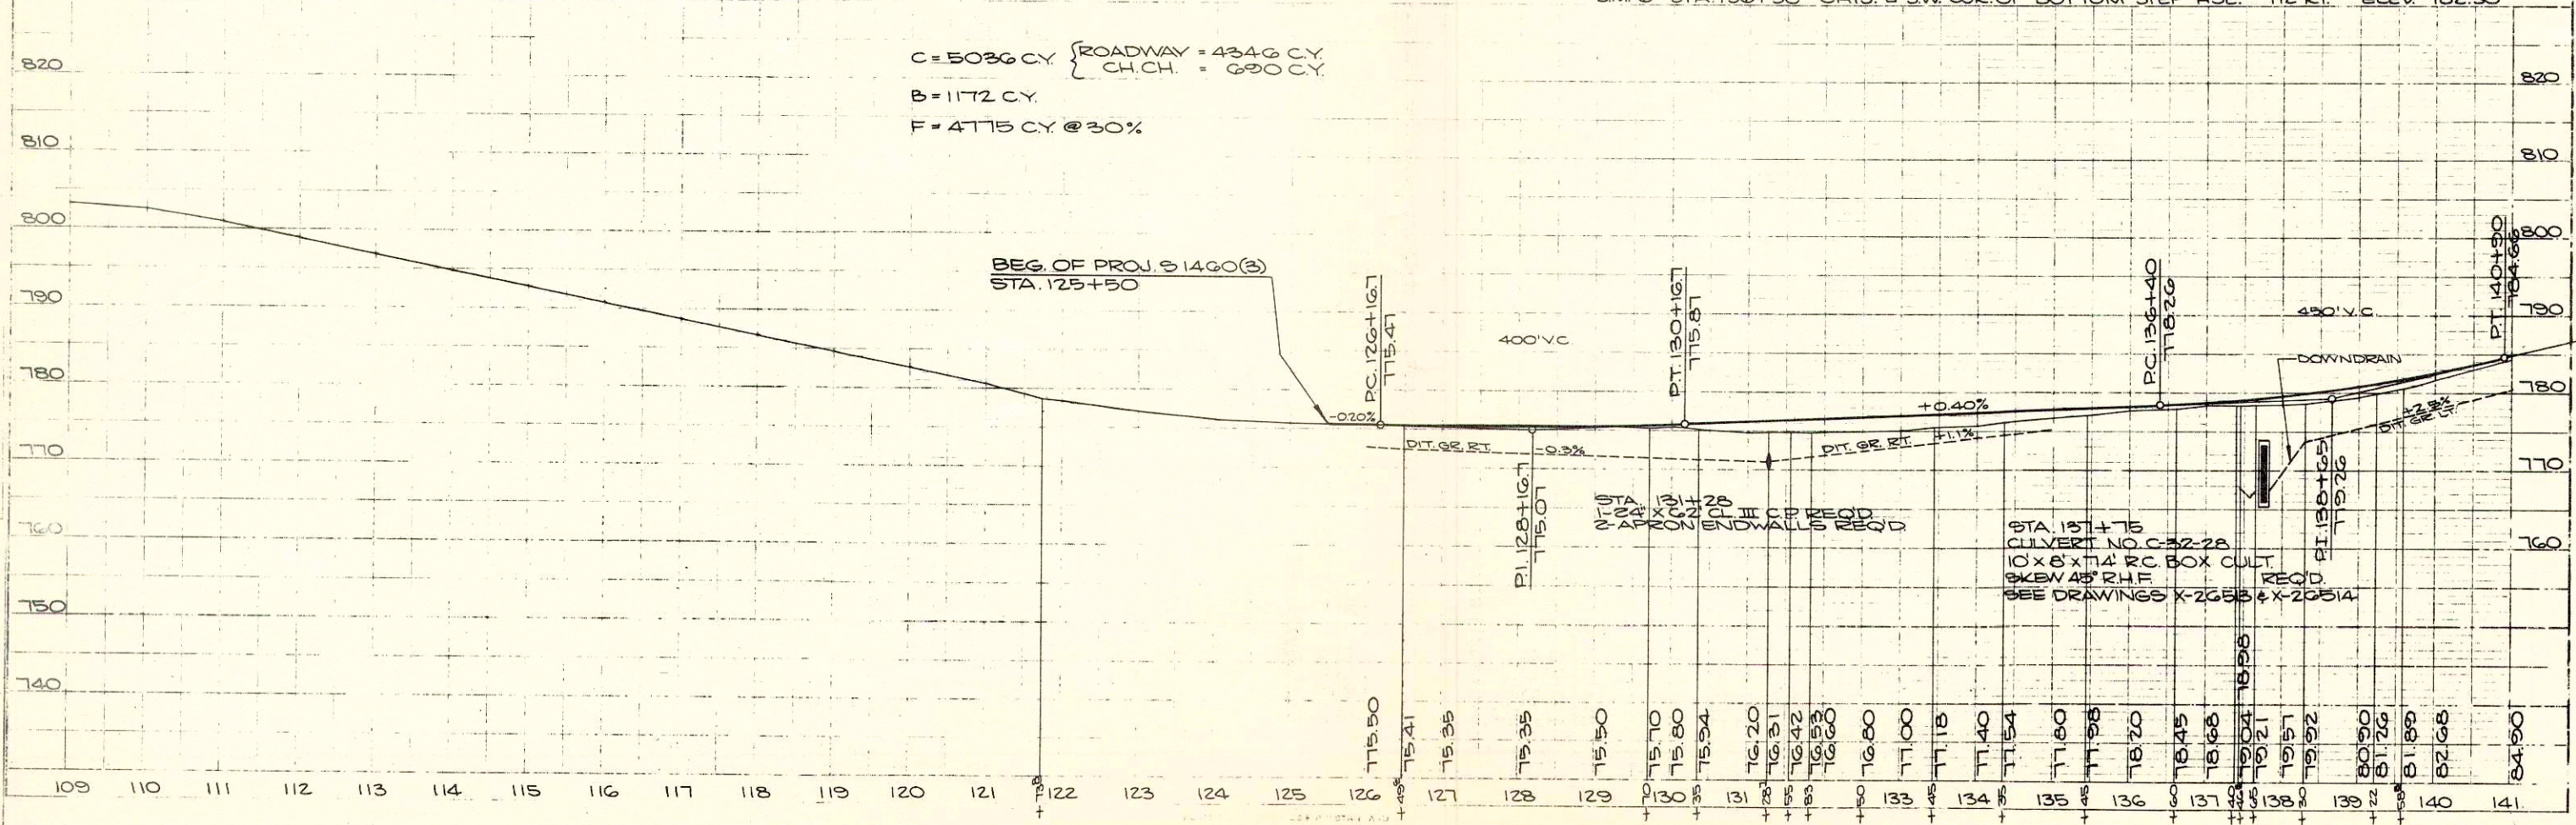 C = 5036 C.Y. { ROADWAY = 4346 C.Y.
CH.CH. = 690 C.Y.
B = 1172 C.Y.
F = 4775 C.Y. @ 30%
820
810
800
790
780
770
760
750
740
820
810
800
790
780
770
760
BEG. OF PROJ. S1460(3)
STA. 125+50
-0.20%
P.C. 126+16.7
775.47
400' V.C.
P.T. 130+16.7
775.87
+0.40%
P.C. 136+40
778.26
450' V.C.
P.T. 140+90
784.66
DOWNDRAIN
DIT. GR. RT. -0.3%
DIT. GR. RT. +1.1%
DIT. GR. LT.
P.I. 128+16.7
775.07
P.I. 138+65
779.26
STA. 131+28
1-24" X 62' CL. III C.P. REQ'D.
2-APRON ENDWALLS REQ'D.
STA. 137+75
CULVERT NO. C-32-28
10' X 8' X 74' R.C. BOX CULT.
SKEW 45° R.H.F. REQ'D.
SEE DRAWINGS X-26513 & X-26514
775.50 75.41 75.35 75.35 75.50 75.70 75.80 75.94 76.20 76.31 76.42 76.53 76.60 76.80 77.00 77.18 77.40 77.54 77.80 77.98 78.20 78.45 78.68 78.98 79.04 79.21 79.57 79.92 80.90 81.26 81.89 82.68 84.90
109 110 111 112 113 114 115 116 117 118 119 120 121 122 123 124 125 126 127 128 129 130 131 133 134 135 136 137 138 139 140 141